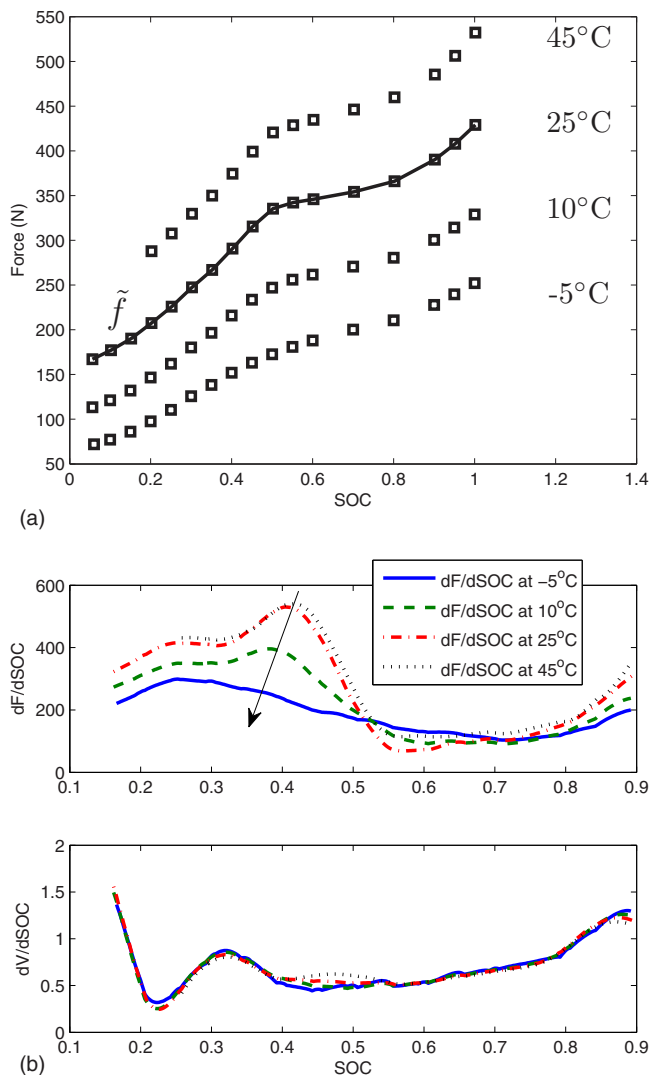 550
500
450
400
350
300
250
200
150
100
50
Force (N)
45°C
25°C
10°C
-5°C
f̃
0 0.2 0.4 0.6 0.8 1 1.2 1.4
SOC
(a)
600
400
200
0
dF/dSOC
dF/dSOC at −5°C
dF/dSOC at 10°C
dF/dSOC at 25°C
dF/dSOC at 45°C
0.1 0.2 0.3 0.4 0.5 0.6 0.7 0.8 0.9
2
1.5
1
0.5
0
dV/dSOC
0.1 0.2 0.3 0.4 0.5 0.6 0.7 0.8 0.9
SOC
(b)